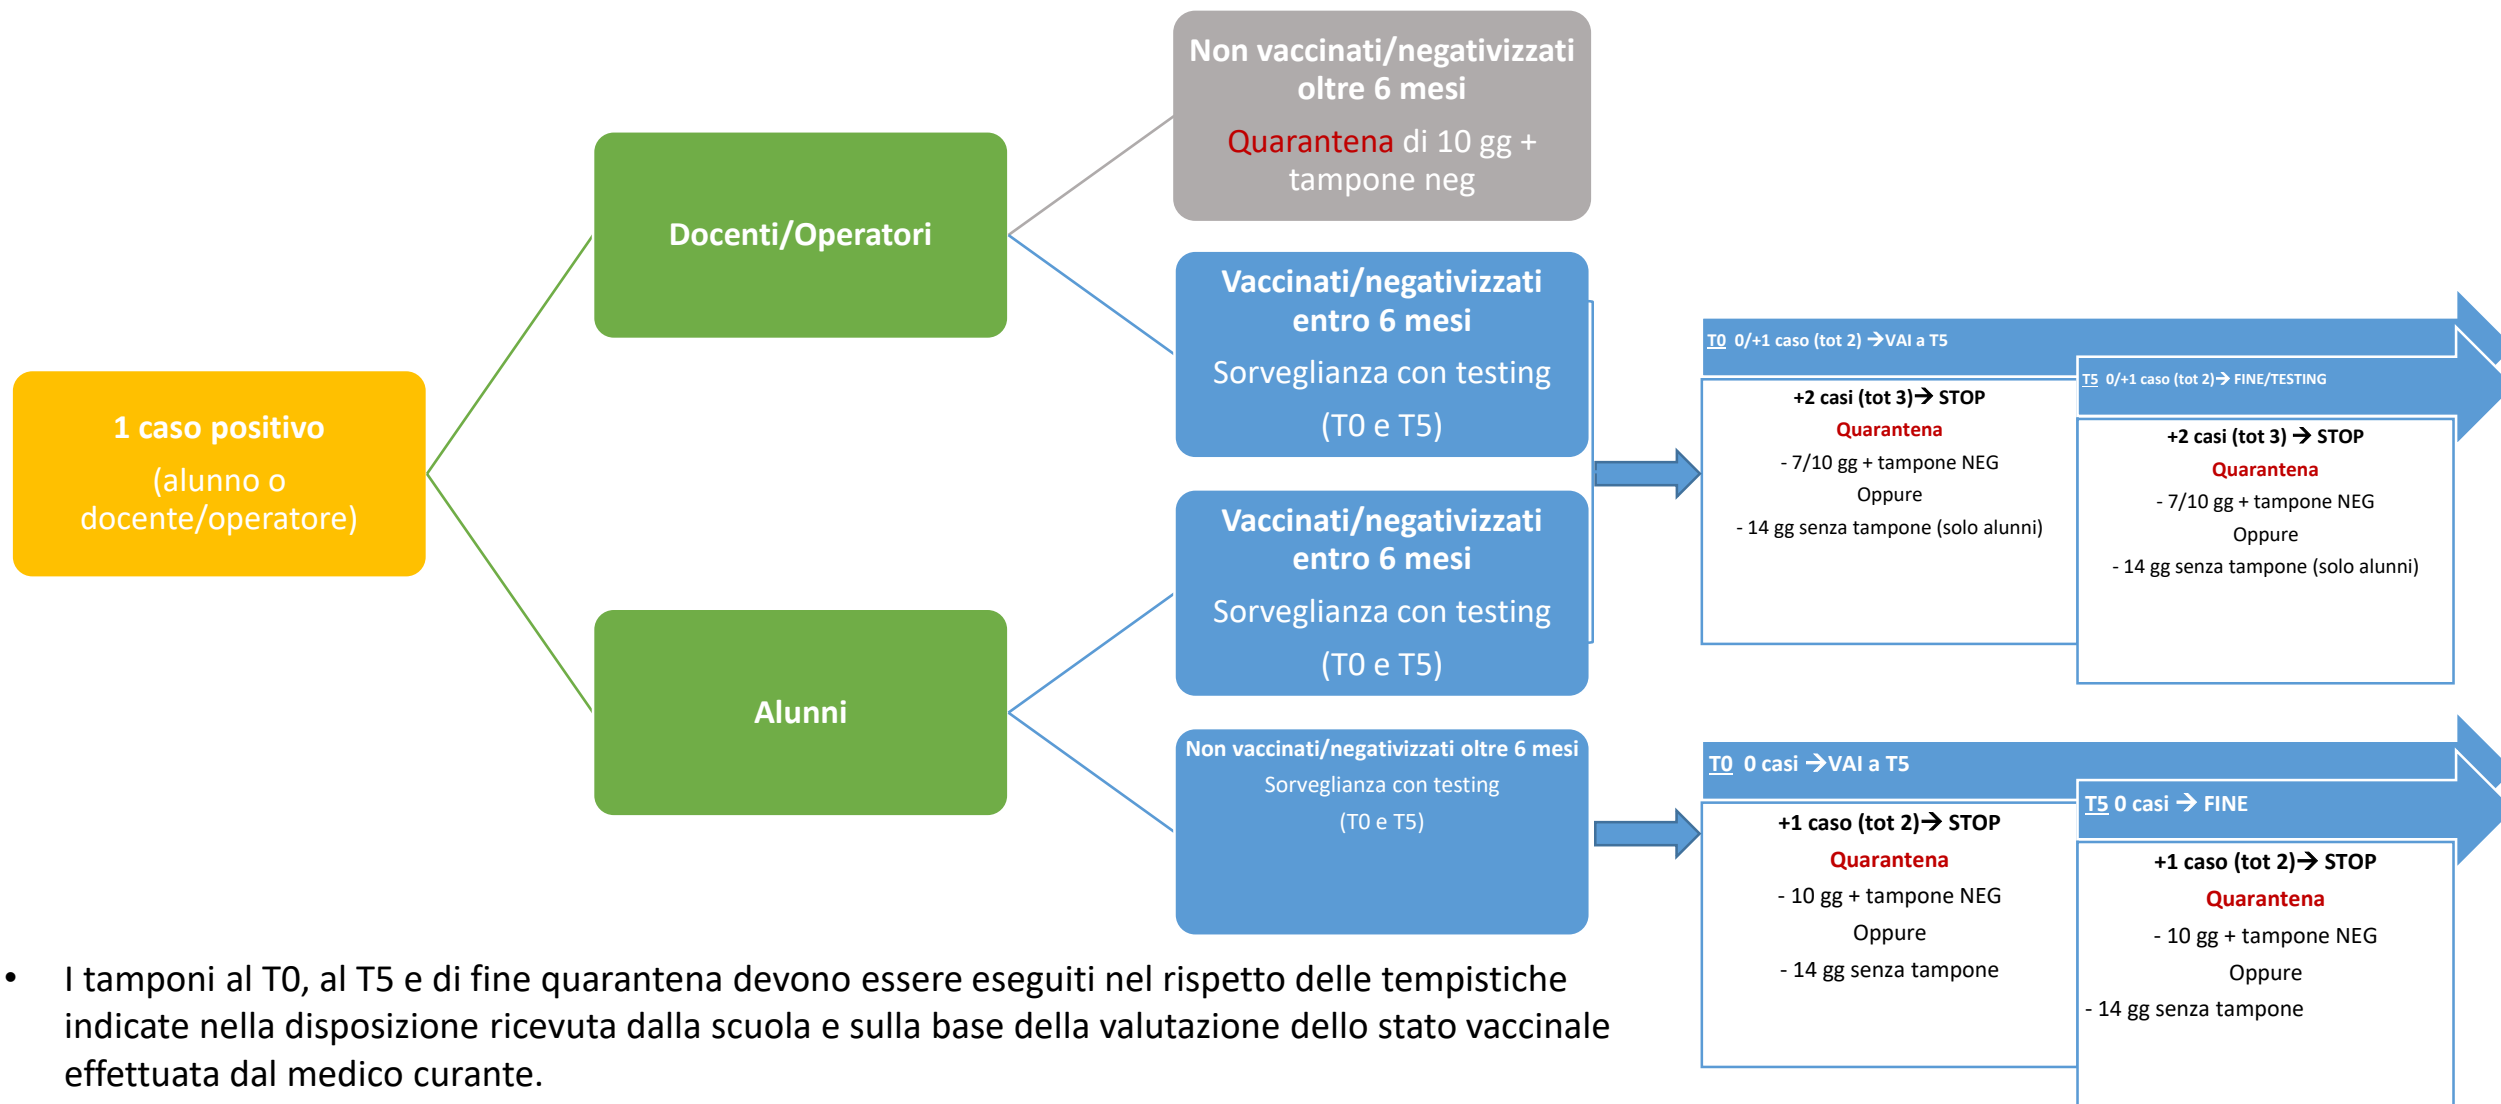 1 caso positivo
(alunno o
docente/operatore)
Docenti/Operatori
Alunni
Non vaccinati/negativizzati
oltre 6 mesi
Quarantena di 10 gg +
tampone neg
Vaccinati/negativizzati
entro 6 mesi
Sorveglianza con testing
(T0 e T5)
Vaccinati/negativizzati
entro 6 mesi
Sorveglianza con testing
(T0 e T5)
Non vaccinati/negativizzati oltre 6 mesi
Sorveglianza con testing
(T0 e T5)
T0 0/+1 caso (tot 2) →VAI a T5
+2 casi (tot 3)→ STOP
Quarantena
- 7/10 gg + tampone NEG
Oppure
- 14 gg senza tampone (solo alunni)
T5 0/+1 caso (tot 2)→ FINE/TESTING
+2 casi (tot 3) → STOP
Quarantena
- 7/10 gg + tampone NEG
Oppure
- 14 gg senza tampone (solo alunni)
T0 0 casi →VAI a T5
+1 caso (tot 2)→ STOP
Quarantena
- 10 gg + tampone NEG
Oppure
- 14 gg senza tampone
T5 0 casi → FINE
+1 caso (tot 2)→ STOP
Quarantena
- 10 gg + tampone NEG
Oppure
- 14 gg senza tampone
• I tamponi al T0, al T5 e di fine quarantena devono essere eseguiti nel rispetto delle tempistiche
indicate nella disposizione ricevuta dalla scuola e sulla base della valutazione dello stato vaccinale
effettuata dal medico curante.